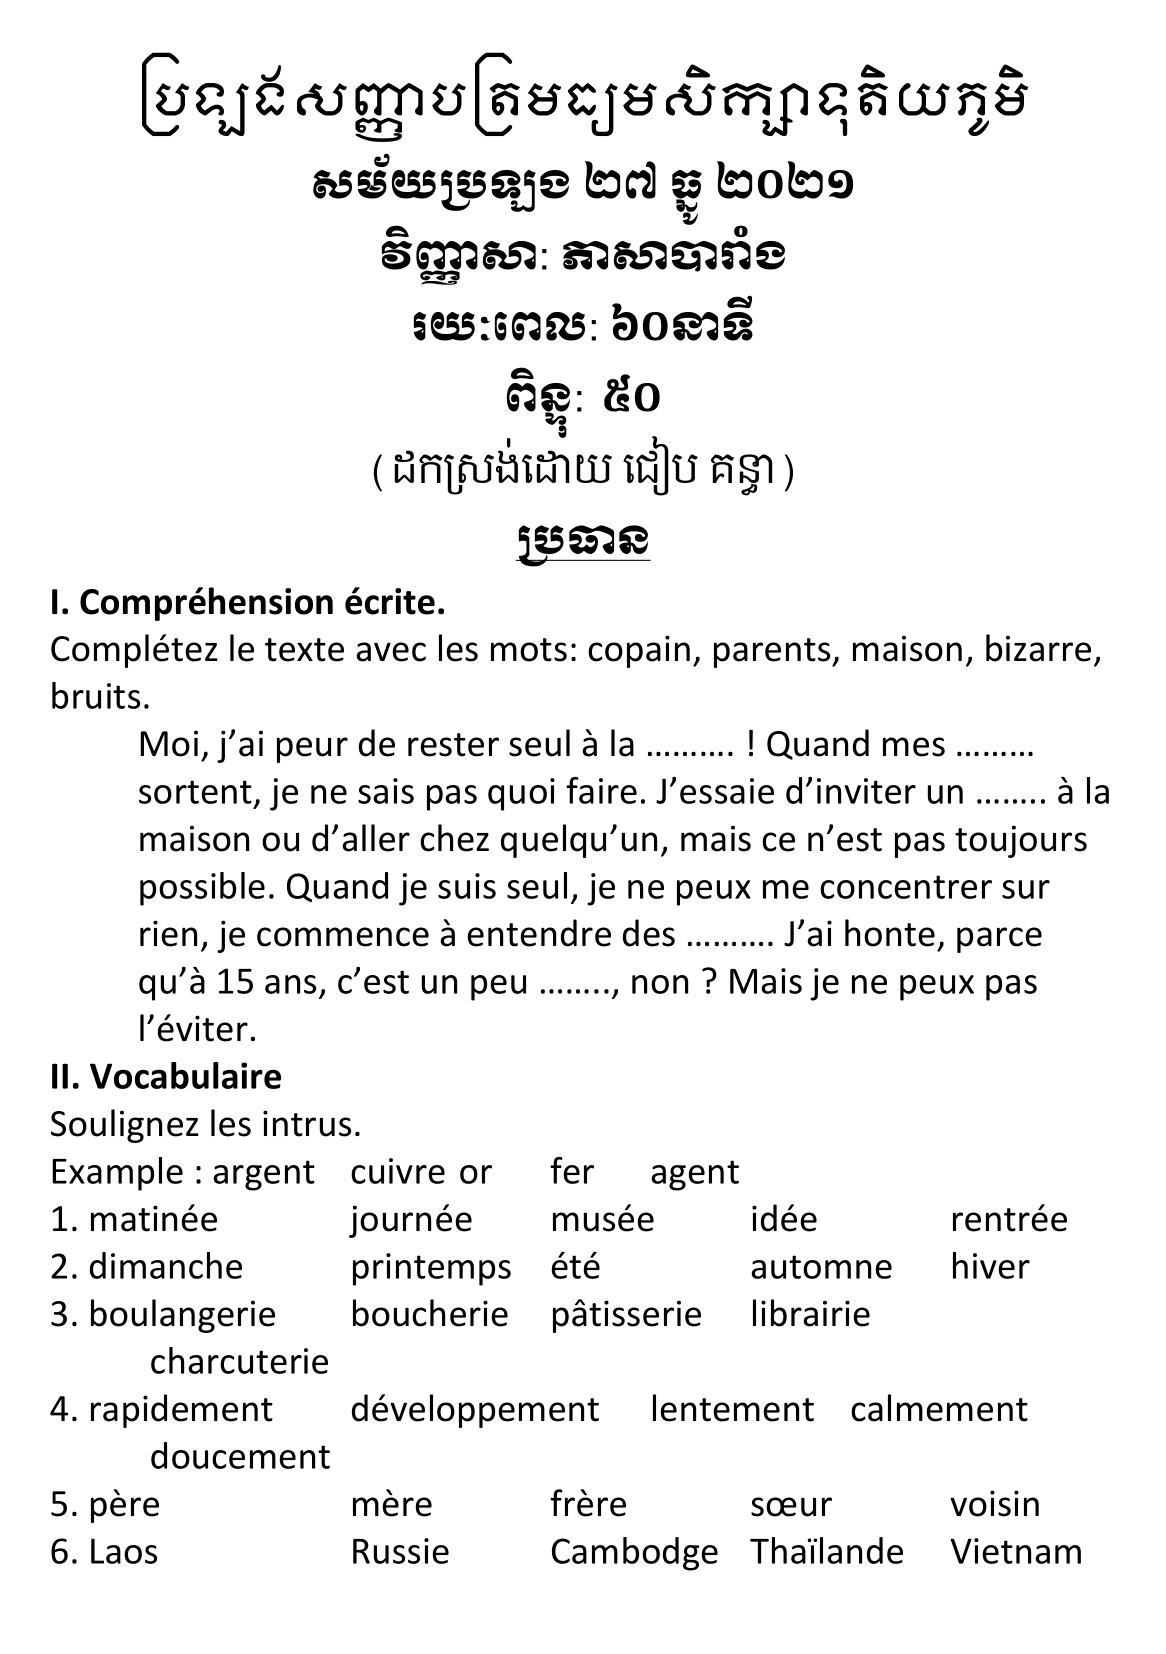 ប្រឡងសញ្ញាបត្រមធ្យមសិក្សាទុតិយភូមិ
សម័យប្រឡង ២៧ ធ្នូ ២០២១
វិញ្ញាសា: ភាសាបារាំង
រយៈពេល: ៦០នាទី
ពិន្ទុ: ៥០
(ដកស្រង់ដោយ ជៀប គន្ធា)
ប្រធាន
I. Compréhension écrite.
Complétez le texte avec les mots: copain, parents, maison, bizarre,
bruits.
Moi, j’ai peur de rester seul à la ………. ! Quand mes ………
sortent, je ne sais pas quoi faire. J’essaie d’inviter un …….. à la
maison ou d’aller chez quelqu’un, mais ce n’est pas toujours
possible. Quand je suis seul, je ne peux me concentrer sur
rien, je commence à entendre des ………. J’ai honte, parce
qu’à 15 ans, c’est un peu …….., non ? Mais je ne peux pas
l’éviter.
II. Vocabulaire
Soulignez les intrus.
Example : argent cuivre or fer agent
1. matinée journée musée idée rentrée
2. dimanche printemps été automne hiver
3. boulangerie boucherie pâtisserie librairie
charcuterie
4. rapidement développement lentement calmement
doucement
5. père mère frère sœur voisin
6. Laos Russie Cambodge Thaïlande Vietnam